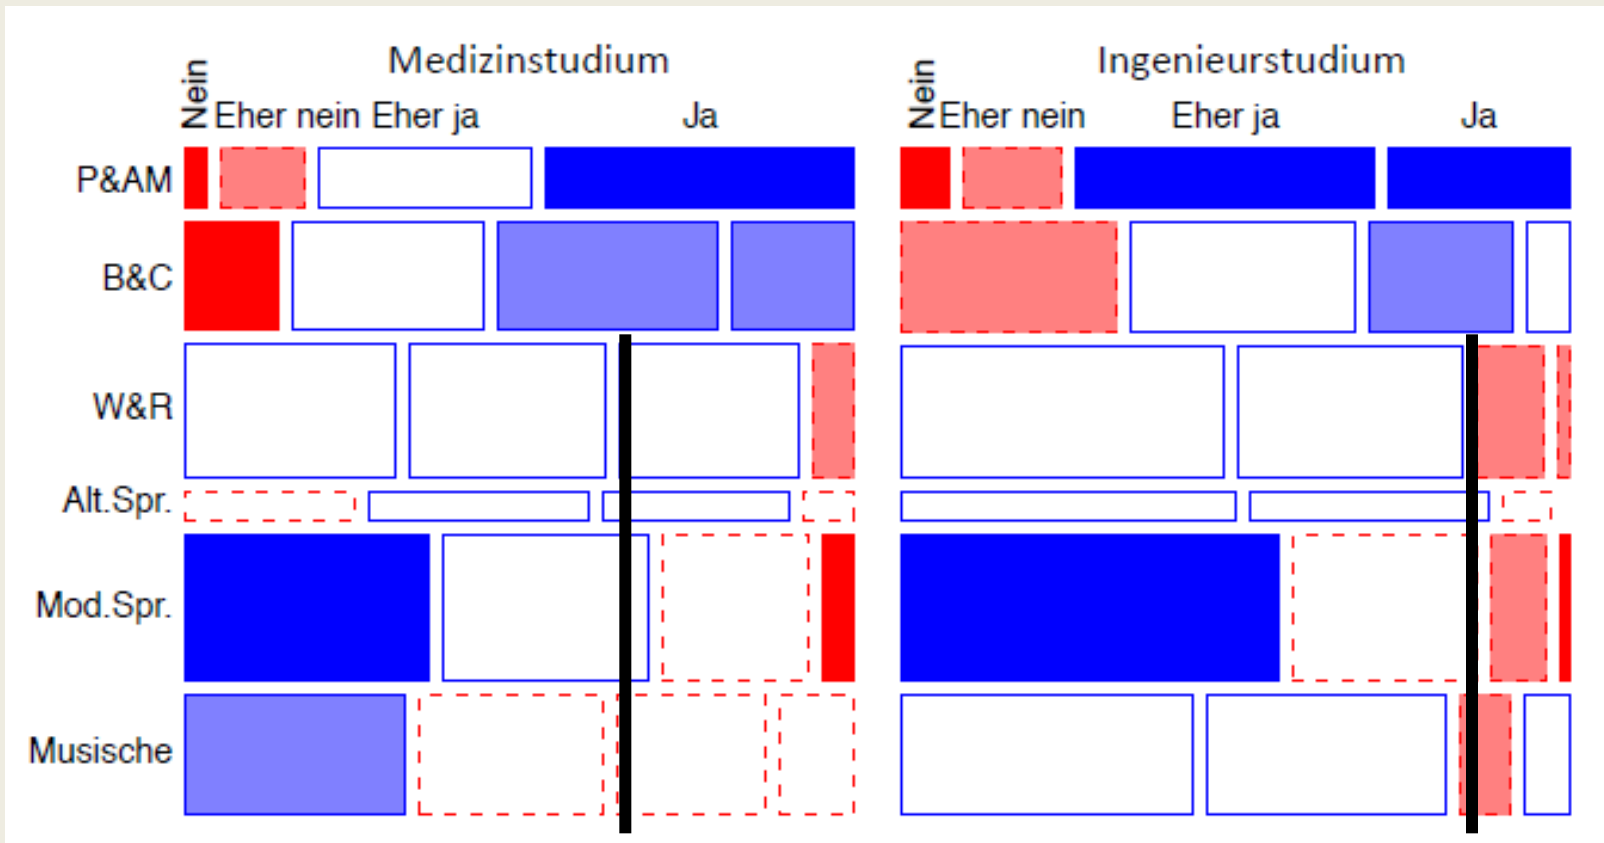 Medizinstudium
Ingenieurstudium
Nein Eher nein Eher ja Ja
Nein Eher nein Eher ja Ja
P&AM
B&C
W&R
Alt.Spr.
Mod.Spr.
Musische